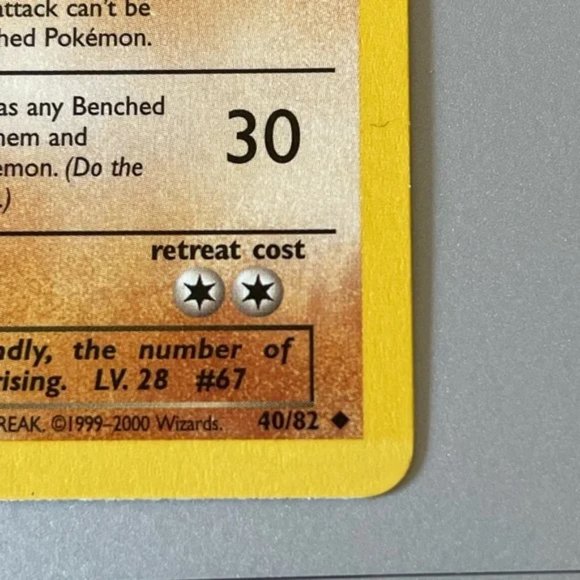 attack can't be
hed Pokémon.
as any Benched
hem and
émon. (Do the
.)
30
retreat cost
ndly, the number of
rising. LV. 28 #67
REAK. ©1999–2000 Wizards. 40/82